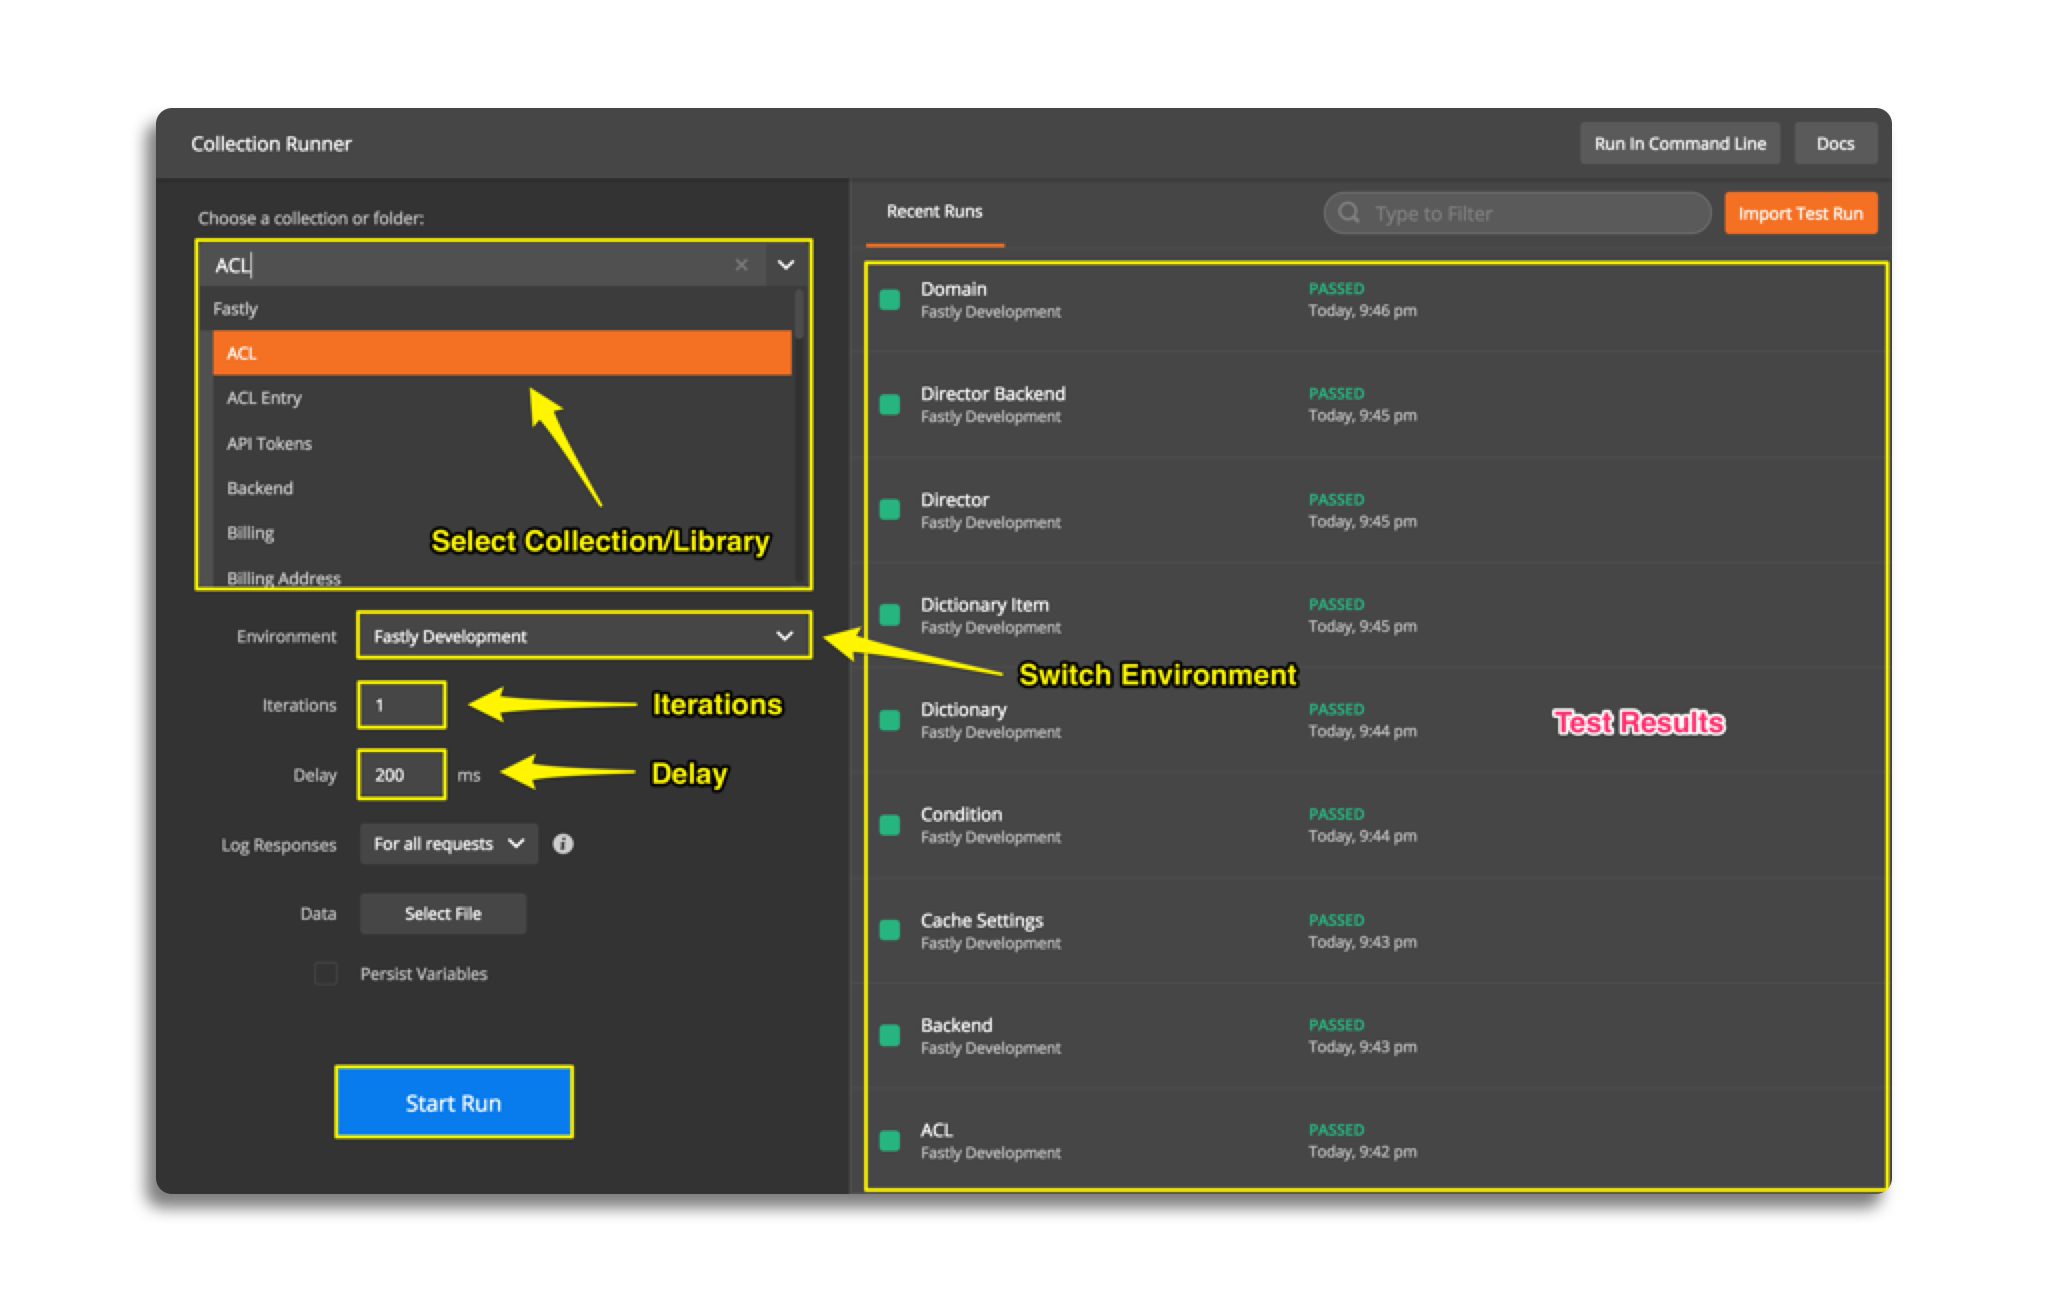 Collection Runner
Run In Command Line
Docs
Choose a collection or folder:
ACL
Fastly
ACL
ACL Entry
API Tokens
Backend
Billing
Billing Address
Select Collection/Library
Environment
Fastly Development
Switch Environment
Iterations
1
Iterations
Delay
200
ms
Delay
Log Responses
For all requests
Data
Select File
Persist Variables
Start Run
Recent Runs
Type to Filter
Import Test Run
Domain
Fastly Development
PASSED
Today, 9:46 pm
Director Backend
Fastly Development
PASSED
Today, 9:45 pm
Director
Fastly Development
PASSED
Today, 9:45 pm
Dictionary Item
Fastly Development
PASSED
Today, 9:45 pm
Dictionary
Fastly Development
PASSED
Today, 9:44 pm
Test Results
Condition
Fastly Development
PASSED
Today, 9:44 pm
Cache Settings
Fastly Development
PASSED
Today, 9:43 pm
Backend
Fastly Development
PASSED
Today, 9:43 pm
ACL
Fastly Development
PASSED
Today, 9:42 pm